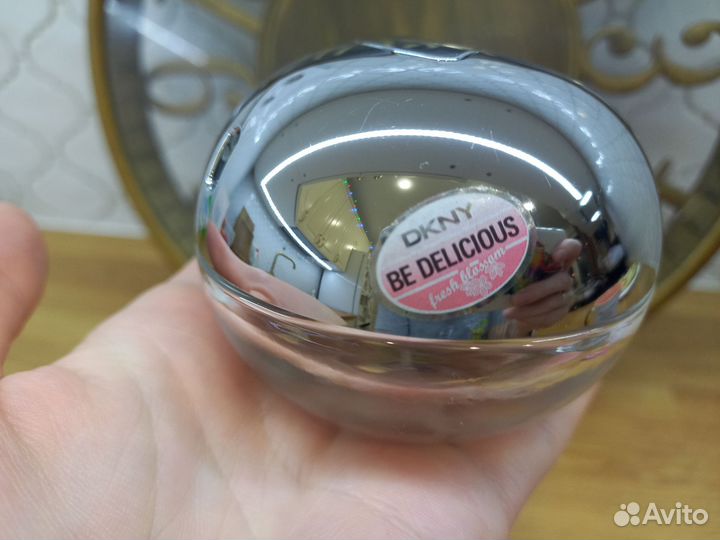 DKNY
BE DELICIOUS
fresh blossom
Avito